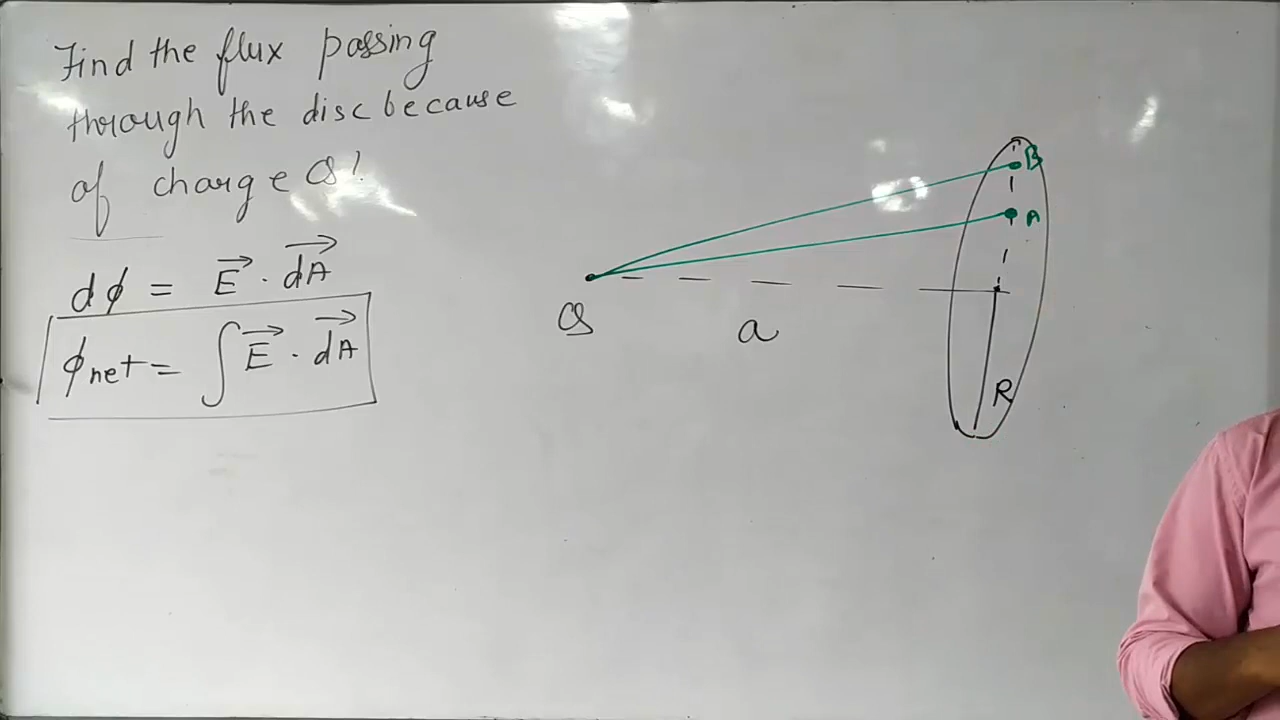 Find the flux passing
through the disc because
of charge Q!
dϕ = E⃗ · dA⃗
ϕnet = ∫ E⃗ · dA⃗
B
A
Q
a
R